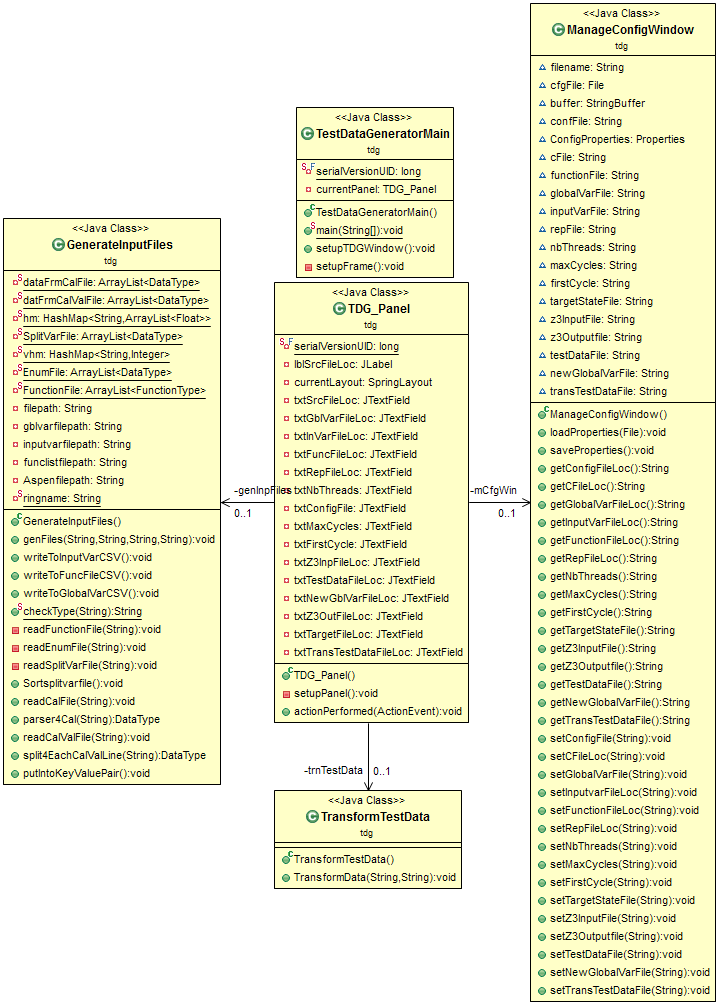 <<Java Class>>
ManageConfigWindow
tdg
filename: String
cfgFile: File
buffer: StringBuffer
confFile: String
ConfigProperties: Properties
cFile: String
functionFile: String
globalVarFile: String
inputVarFile: String
repFile: String
nbThreads: String
maxCycles: String
firstCycle: String
targetStateFile: String
z3InputFile: String
z3Outputfile: String
testDataFile: String
newGlobalVarFile: String
transTestDataFile: String
ManageConfigWindow()
loadProperties(File):void
saveProperties():void
getConfigFileLoc():String
getCFileLoc():String
getGlobalVarFileLoc():String
getInputVarFileLoc():String
getFunctionFileLoc():String
getRepFileLoc():String
getNbThreads():String
getMaxCycles():String
getFirstCycle():String
getTargetStateFile():String
getZ3InputFile():String
getZ3Outputfile():String
getTestDataFile():String
getNewGlobalVarFile():String
getTransTestDataFile():String
setConfigFile(String):void
setCFileLoc(String):void
setGlobalVarFile(String):void
setInputvarFileLoc(String):void
setFunctionFileLoc(String):void
setRepFileLoc(String):void
setNbThreads(String):void
setMaxCycles(String):void
setFirstCycle(String):void
setTargetStateFile(String):void
setZ3InputFile(String):void
setZ3Outputfile(String):void
setTestDataFile(String):void
setNewGlobalVarFile(String):void
setTransTestDataFile(String):void
<<Java Class>>
TestDataGeneratorMain
tdg
serialVersionUID: long
currentPanel: TDG_Panel
TestDataGeneratorMain()
main(String[]):void
setupTDGWindow():void
setupFrame():void
<<Java Class>>
GenerateInputFiles
tdg
dataFrmCalFile: ArrayList<DataType>
datFrmCalValFile: ArrayList<DataType>
hm: HashMap<String,ArrayList<Float>>
SplitVarFile: ArrayList<DataType>
vhm: HashMap<String,Integer>
EnumFile: ArrayList<DataType>
FunctionFile: ArrayList<FunctionType>
filepath: String
gblvarfilepath: String
inputvarfilepath: String
funclistfilepath: String
Aspenfilepath: String
ringname: String
GenerateInputFiles()
genFiles(String,String,String,String):void
writeToInputVarCSV():void
writeToFuncFileCSV():void
writeToGlobalVarCSV():void
checkType(String):String
readFunctionFile(String):void
readEnumFile(String):void
readSplitVarFile(String):void
Sortsplitvarfile():void
readCalFile(String):void
parser4Cal(String):DataType
readCalValFile(String):void
split4EachCalValLine(String):DataType
putIntoKeyValuePair():void
-genInpFiles
0..1
<<Java Class>>
TDG_Panel
tdg
serialVersionUID: long
lblSrcFileLoc: JLabel
currentLayout: SpringLayout
txtSrcFileLoc: JTextField
txtGblVarFileLoc: JTextField
txtInVarFileLoc: JTextField
txtFuncFileLoc: JTextField
txtRepFileLoc: JTextField
txtNbThreads: JTextField
txtConfigFile: JTextField
txtMaxCycles: JTextField
txtFirstCycle: JTextField
txtZ3InpFileLoc: JTextField
txtTestDataFileLoc: JTextField
txtNewGblVarFileLoc: JTextField
txtZ3OutFileLoc: JTextField
txtTargetFileLoc: JTextField
txtTransTestDataFileLoc: JTextField
TDG_Panel()
setupPanel():void
actionPerformed(ActionEvent):void
-mCfgWin
0..1
-trnTestData
0..1
<<Java Class>>
TransformTestData
tdg
TransformTestData()
TransformData(String,String):void